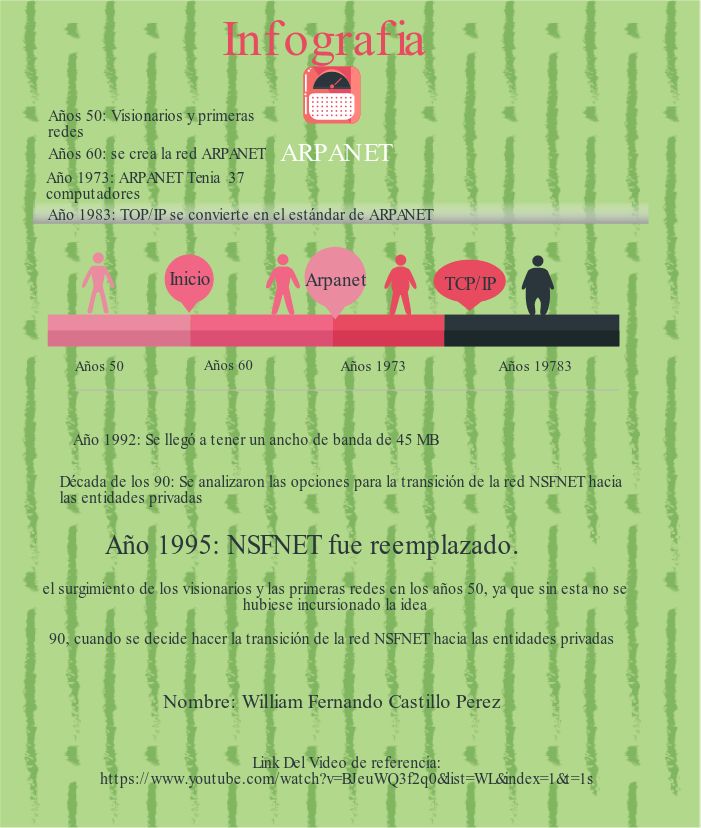 Infografia
Años 50: Visionarios y primeras
redes
Años 60: se crea la red ARPANET
ARPANET
Año 1973: ARPANET Tenia 37
computadores
Año 1983: TOP/IP se convierte en el estándar de ARPANET
Inicio
Arpanet
TCP/IP
Años 50
Años 60
Años 1973
Años 19783
Año 1992: Se llegó a tener un ancho de banda de 45 MB
Década de los 90: Se analizaron las opciones para la transición de la red NSFNET hacia
las entidades privadas
Año 1995: NSFNET fue reemplazado.
el surgimiento de los visionarios y las primeras redes en los años 50, ya que sin esta no se
hubiese incursionado la idea
90, cuando se decide hacer la transición de la red NSFNET hacia las entidades privadas
Nombre: William Fernando Castillo Perez
Link Del Video de referencia:
https://www.youtube.com/watch?v=BJeuWQ3f2q0&list=WL&index=1&t=1s